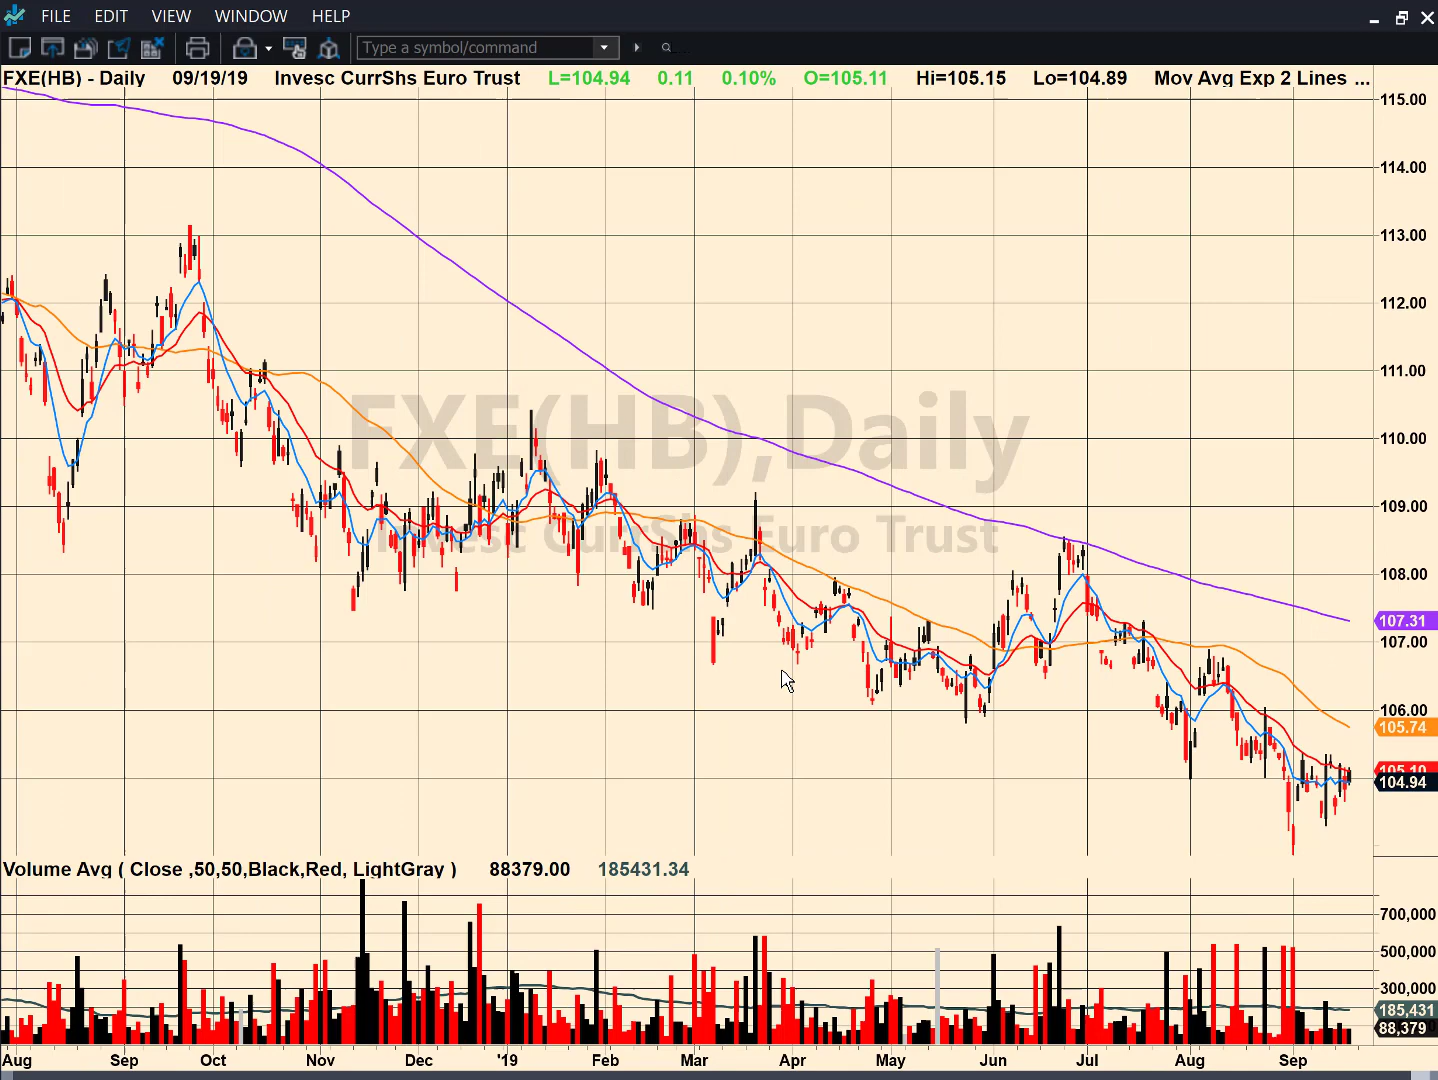 FILE EDIT VIEW WINDOW HELP
Type a symbol/command
FXE(HB) - Daily 09/19/19 Invesc CurrShs Euro Trust L=104.94 0.11 0.10% O=105.11 Hi=105.15 Lo=104.89 Mov Avg Exp 2 Lines ...
115.00
114.00
113.00
112.00
111.00
110.00
109.00
108.00
107.31
107.00
106.00
105.74
105.10
104.94
FXE(HB),Daily
Invesc CurrShs Euro Trust
Volume Avg ( Close ,50,50,Black,Red, LightGray ) 88379.00 185431.34
700,000
500,000
300,000
185,431
88,379
Aug Sep Oct Nov Dec '19 Feb Mar Apr May Jun Jul Aug Sep